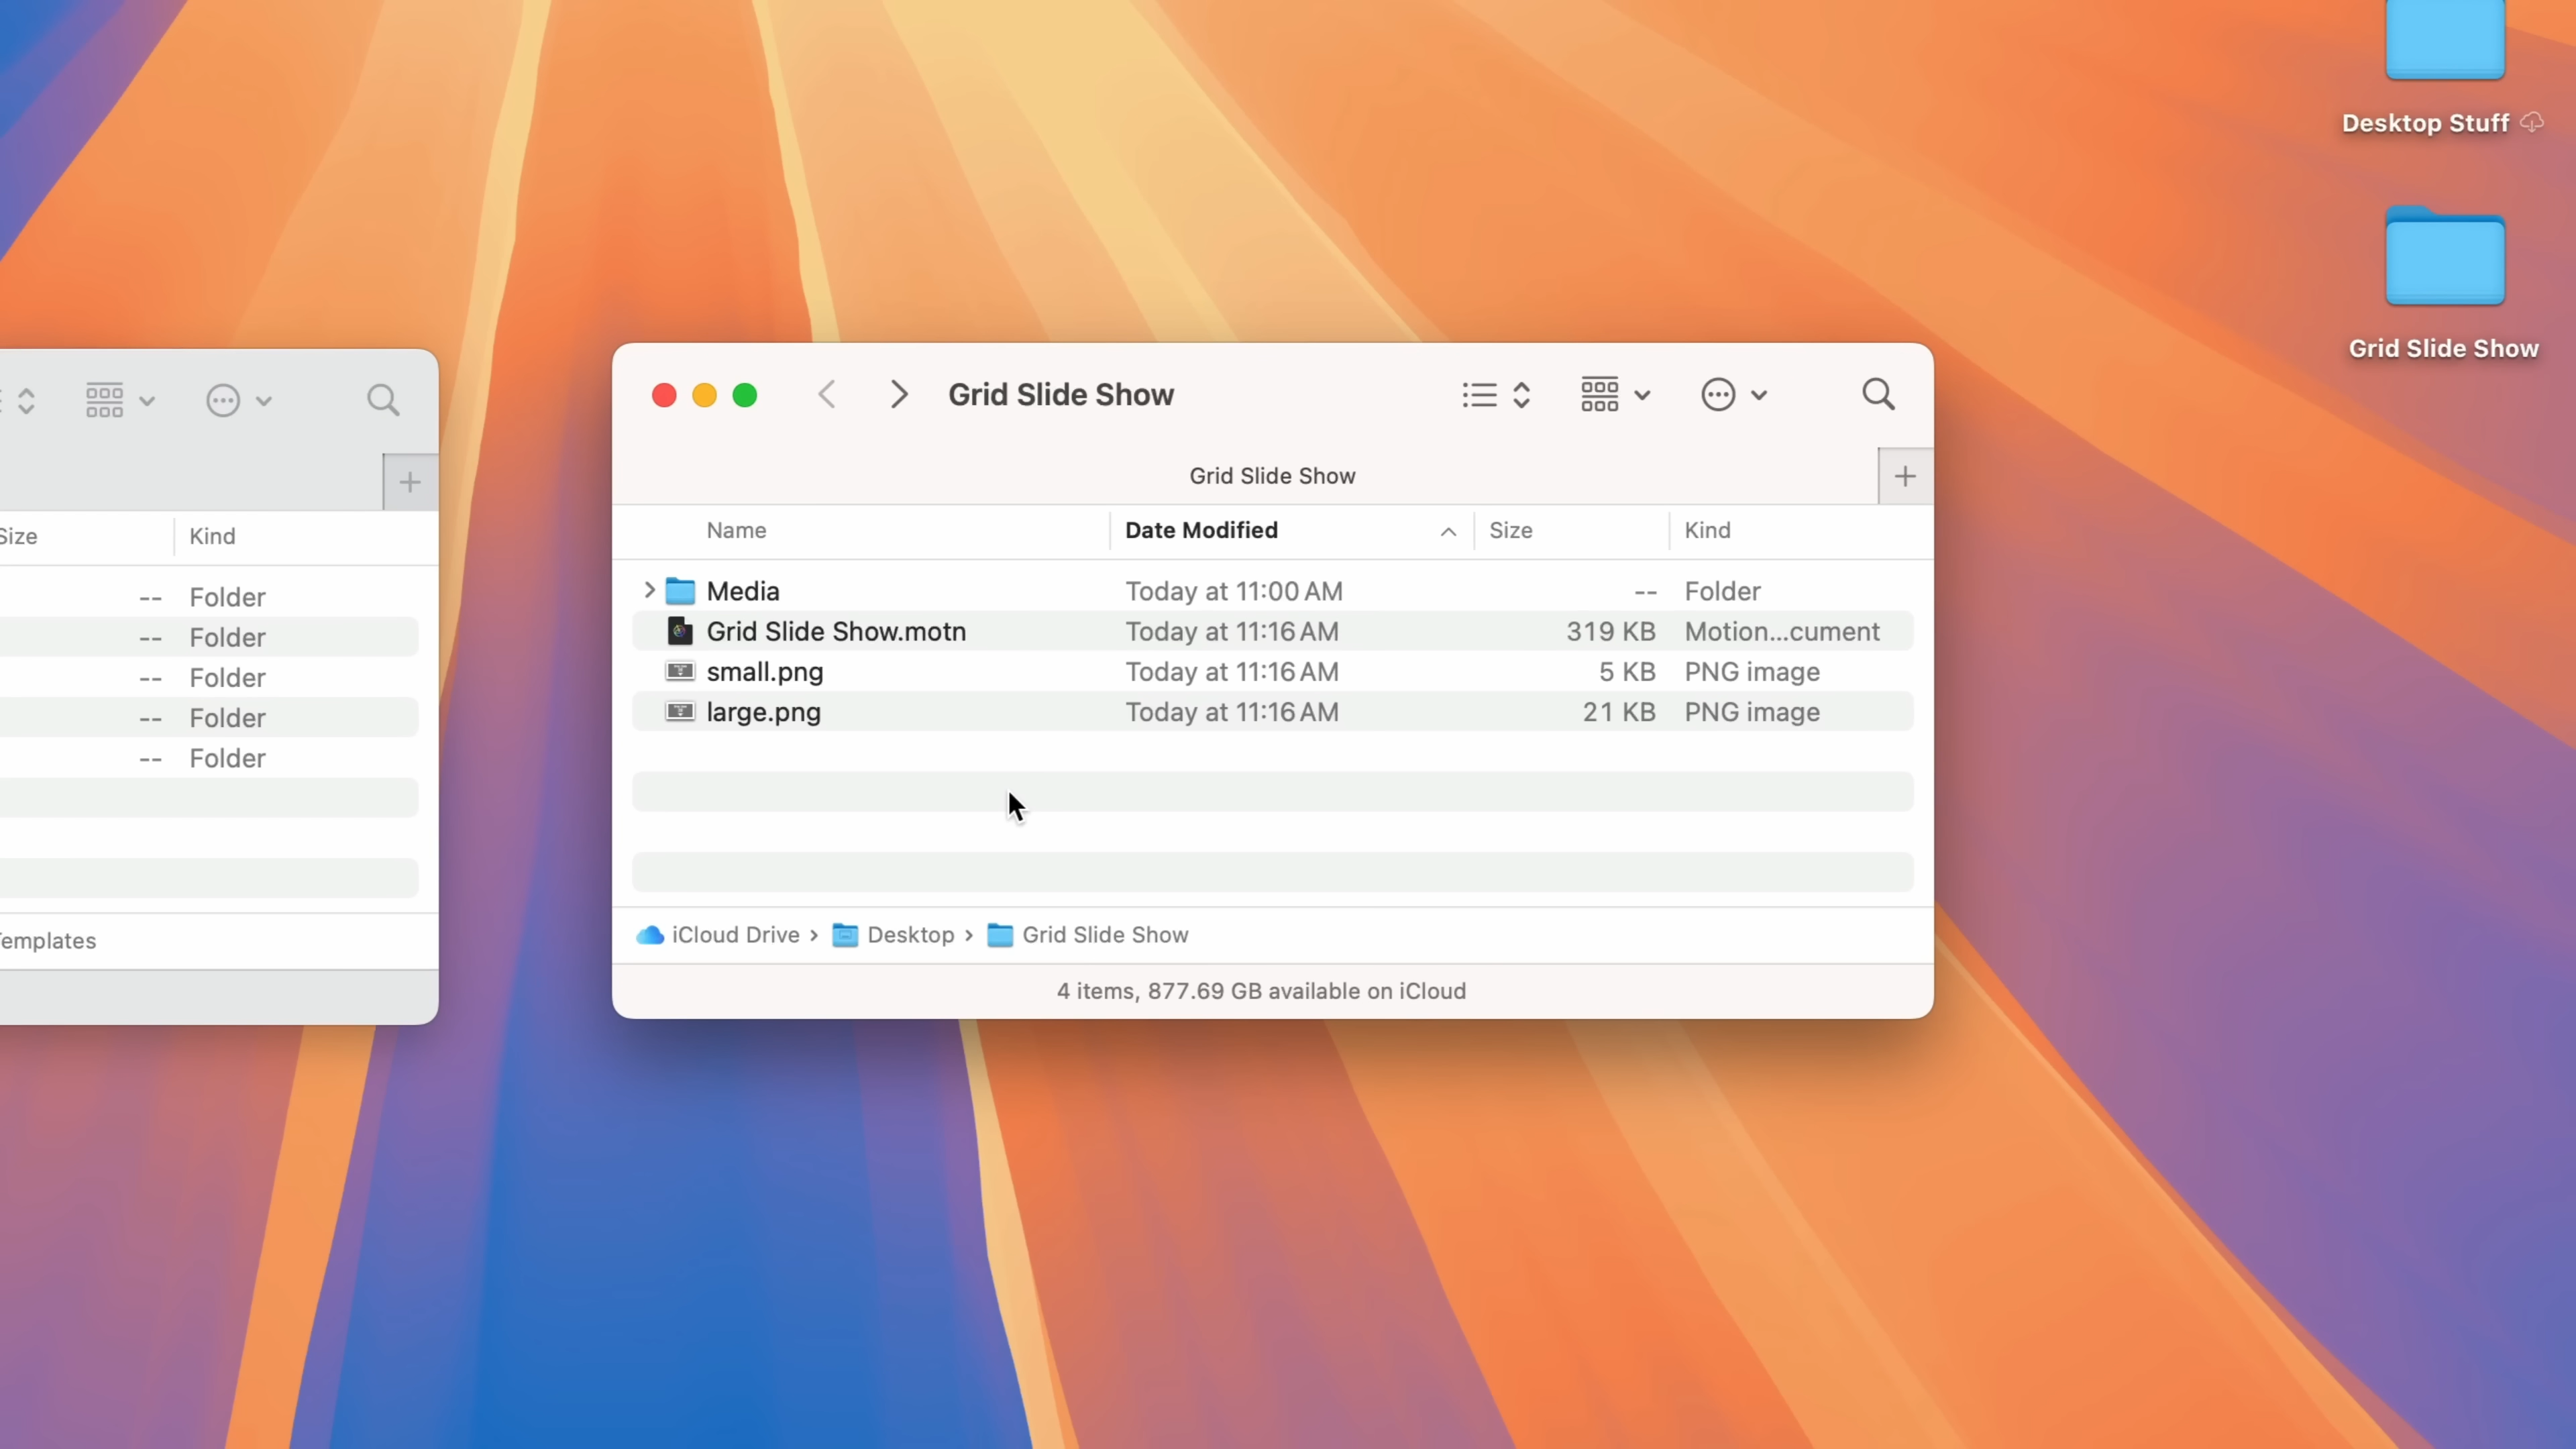 Desktop Stuff
Grid Slide Show
Size Kind
-- Folder
-- Folder
-- Folder
-- Folder
-- Folder
Templates
Grid Slide Show
Grid Slide Show
Name Date Modified Size Kind
Media Today at 11:00 AM -- Folder
Grid Slide Show.motn Today at 11:16 AM 319 KB Motion...cument
small.png Today at 11:16 AM 5 KB PNG image
large.png Today at 11:16 AM 21 KB PNG image
iCloud Drive › Desktop › Grid Slide Show
4 items, 877.69 GB available on iCloud